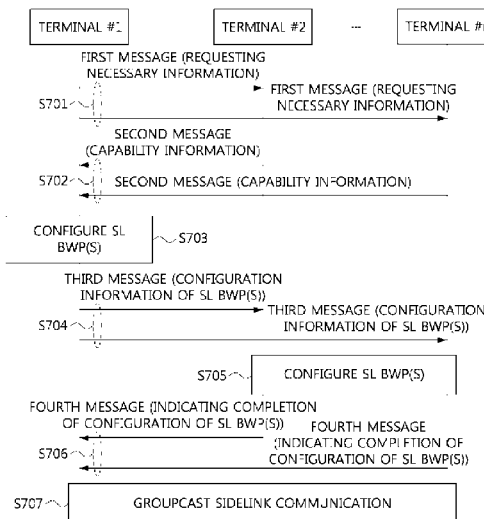 TERMINAL #1
TERMINAL #2
---
TERMINAL #n
FIRST MESSAGE (REQUESTING
NECESSARY INFORMATION)
FIRST MESSAGE (REQUESTING
NECESSARY INFORMATION)
S701
SECOND MESSAGE
(CAPABILITY INFORMATION)
S702
SECOND MESSAGE (CAPABILITY INFORMATION)
CONFIGURE SL
BWP(S)
S703
THIRD MESSAGE (CONFIGURATION
INFORMATION OF SL BWP(S))
THIRD MESSAGE (CONFIGURATION
INFORMATION OF SL BWP(S))
S704
S705
CONFIGURE SL BWP(S)
FOURTH MESSAGE (INDICATING COMPLETION
OF CONFIGURATION OF SL BWP(S))
FOURTH MESSAGE
(INDICATING COMPLETION OF
CONFIGURATION OF SL BWP(S))
S706
S707
GROUPCAST SIDELINK COMMUNICATION